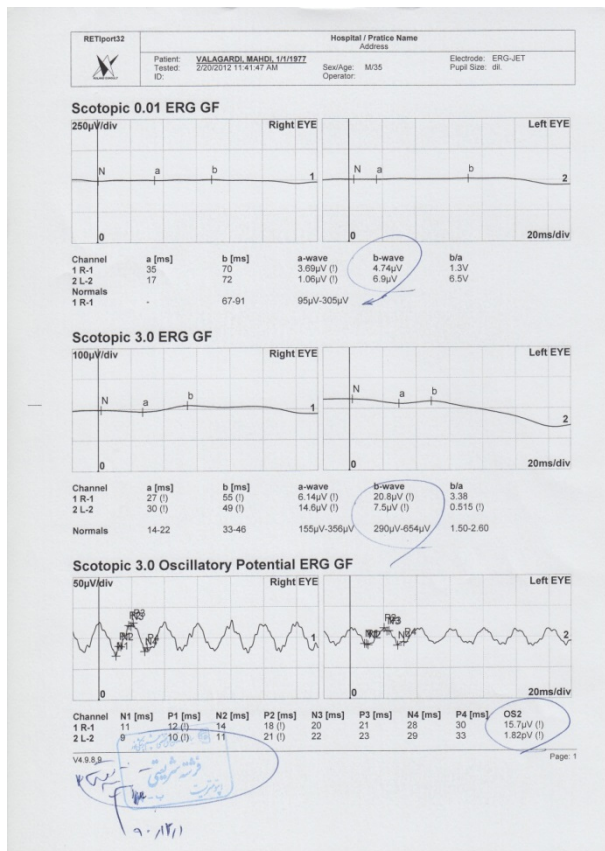 RETIport32
Hospital / Pratice Name
Address
Patient: VALAGARDI, MAHDI, 1/1/1977
Tested: 2/20/2012 11:41:47 AM Sex/Age: M/35
ID: Operator:
Electrode: ERG-JET
Pupil Size: dil.
Scotopic 0.01 ERG GF
250µV/div Right EYE Left EYE
N a b 1 N a b 2
0 0 20ms/div
Channel a [ms] b [ms] a-wave b-wave b/a
1 R-1 35 70 3.69µV (!) 4.74µV 1.3V
2 L-2 17 72 1.06µV (!) 6.9µV 6.5V
Normals
1 R-1 - 67-91 95µV-305µV
Scotopic 3.0 ERG GF
100µV/div Right EYE Left EYE
N a b 1 N a b 2
0 0 20ms/div
Channel a [ms] b [ms] a-wave b-wave b/a
1 R-1 27 (!) 55 (!) 6.14µV (!) 20.8µV (!) 3.38
2 L-2 30 (!) 49 (!) 14.6µV (!) 7.5µV (!) 0.515 (!)
Normals 14-22 33-46 155µV-356µV 290µV-654µV 1.50-2.60
Scotopic 3.0 Oscillatory Potential ERG GF
50µV/div Right EYE Left EYE
1 2
0 0 20ms/div
Channel N1 [ms] P1 [ms] N2 [ms] P2 [ms] N3 [ms] P3 [ms] N4 [ms] P4 [ms] OS2
1 R-1 11 12 (!) 14 18 (!) 20 21 28 30 15.7µV (!)
2 L-2 9 10 (!) 11 21 (!) 22 23 29 33 1.82pV (!)
V4.9.8.9 Page: 1